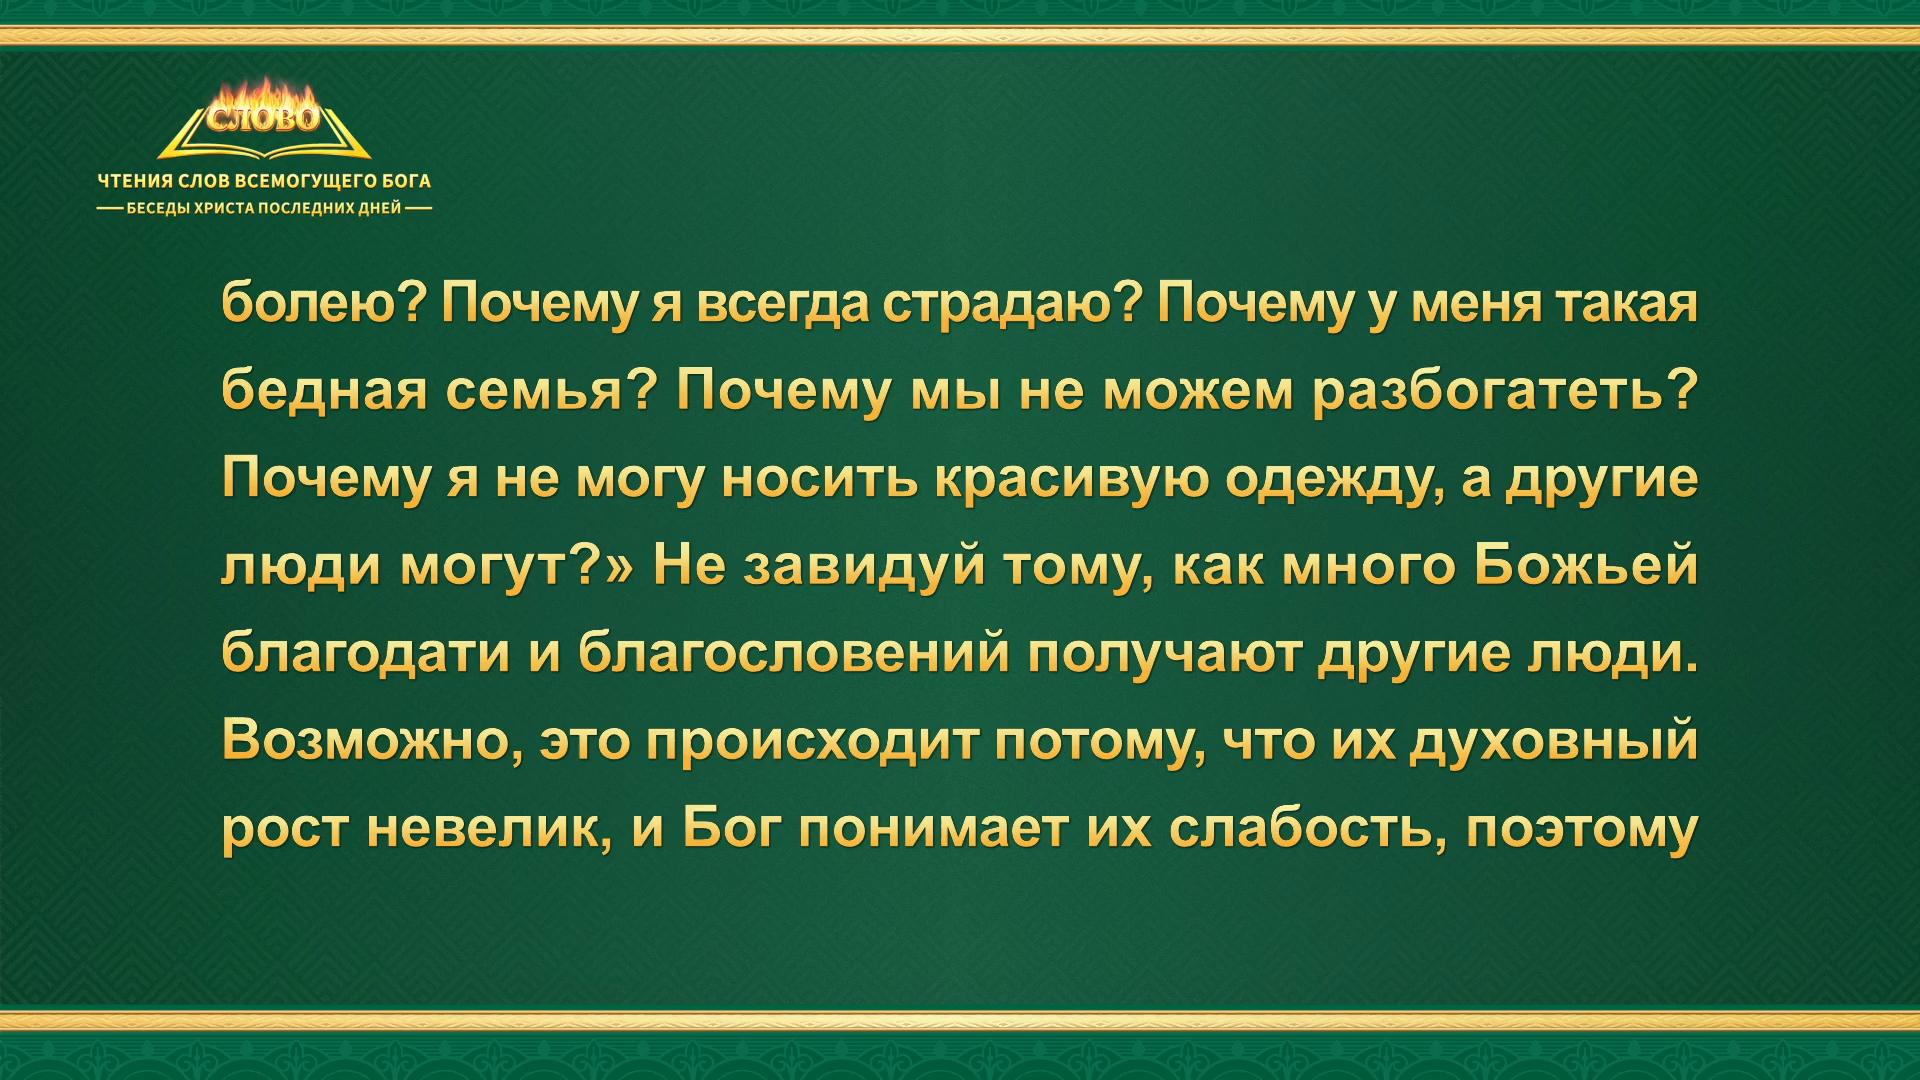 СЛОВО
ЧТЕНИЯ СЛОВ ВСЕМОГУЩЕГО БОГА
БЕСЕДЫ ХРИСТА ПОСЛЕДНИХ ДНЕЙ
болею? Почему я всегда страдаю? Почему у меня такая
бедная семья? Почему мы не можем разбогатеть?
Почему я не могу носить красивую одежду, а другие
люди могут?» Не завидуй тому, как много Божьей
благодати и благословений получают другие люди.
Возможно, это происходит потому, что их духовный
рост невелик, и Бог понимает их слабость, поэтому